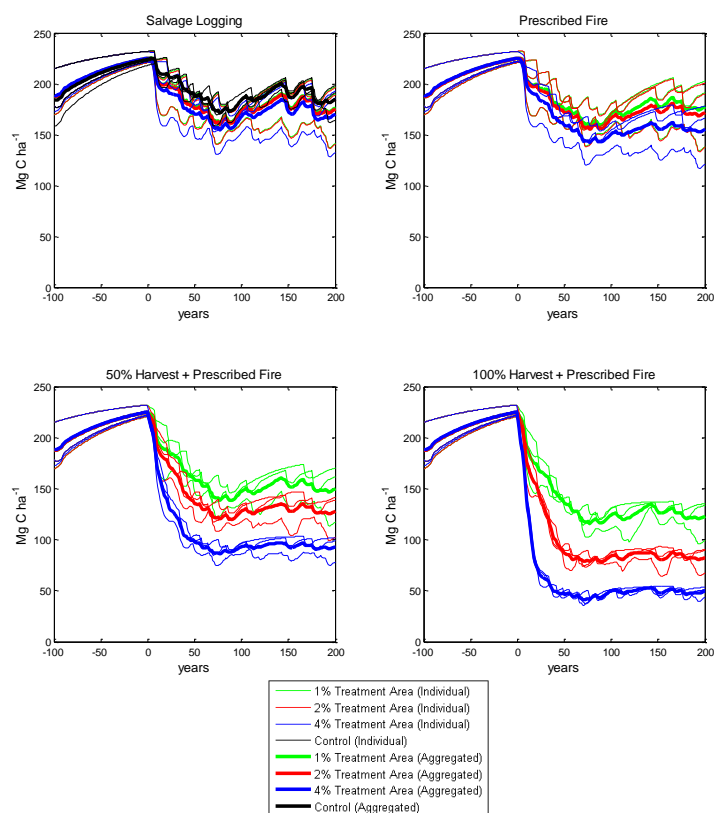 Salvage Logging
Prescribed Fire
250
200
150
100
50
0
Mg C ha-1
-100 -50 0 50 100 150 200
years
250
200
150
100
50
0
Mg C ha-1
-100 -50 0 50 100 150 200
years
50% Harvest + Prescribed Fire
100% Harvest + Prescribed Fire
250
200
150
100
50
0
Mg C ha-1
-100 -50 0 50 100 150 200
years
250
200
150
100
50
0
Mg C ha-1
-100 -50 0 50 100 150 200
years
1% Treatment Area (Individual)
2% Treatment Area (Individual)
4% Treatment Area (Individual)
Control (Individual)
1% Treatment Area (Aggregated)
2% Treatment Area (Aggregated)
4% Treatment Area (Aggregated)
Control (Aggregated)